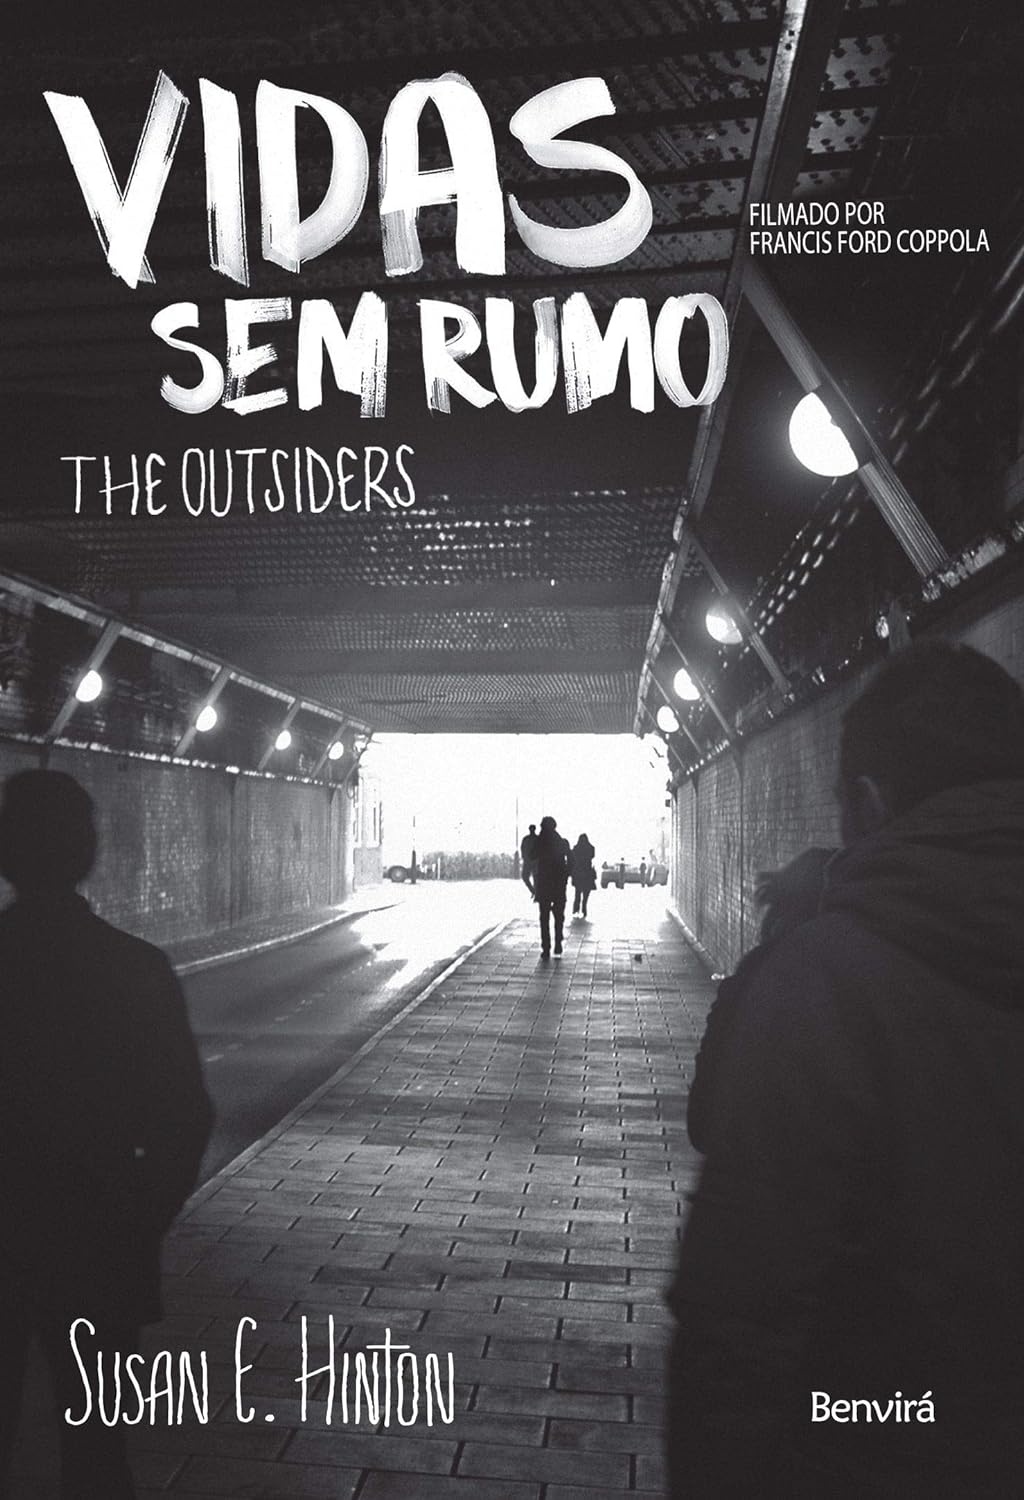 VIDAS
SEM RUMO
THE OUTSIDERS
FILMADO POR
FRANCIS FORD COPPOLA
SUSAN E. HINTON
Benvirá